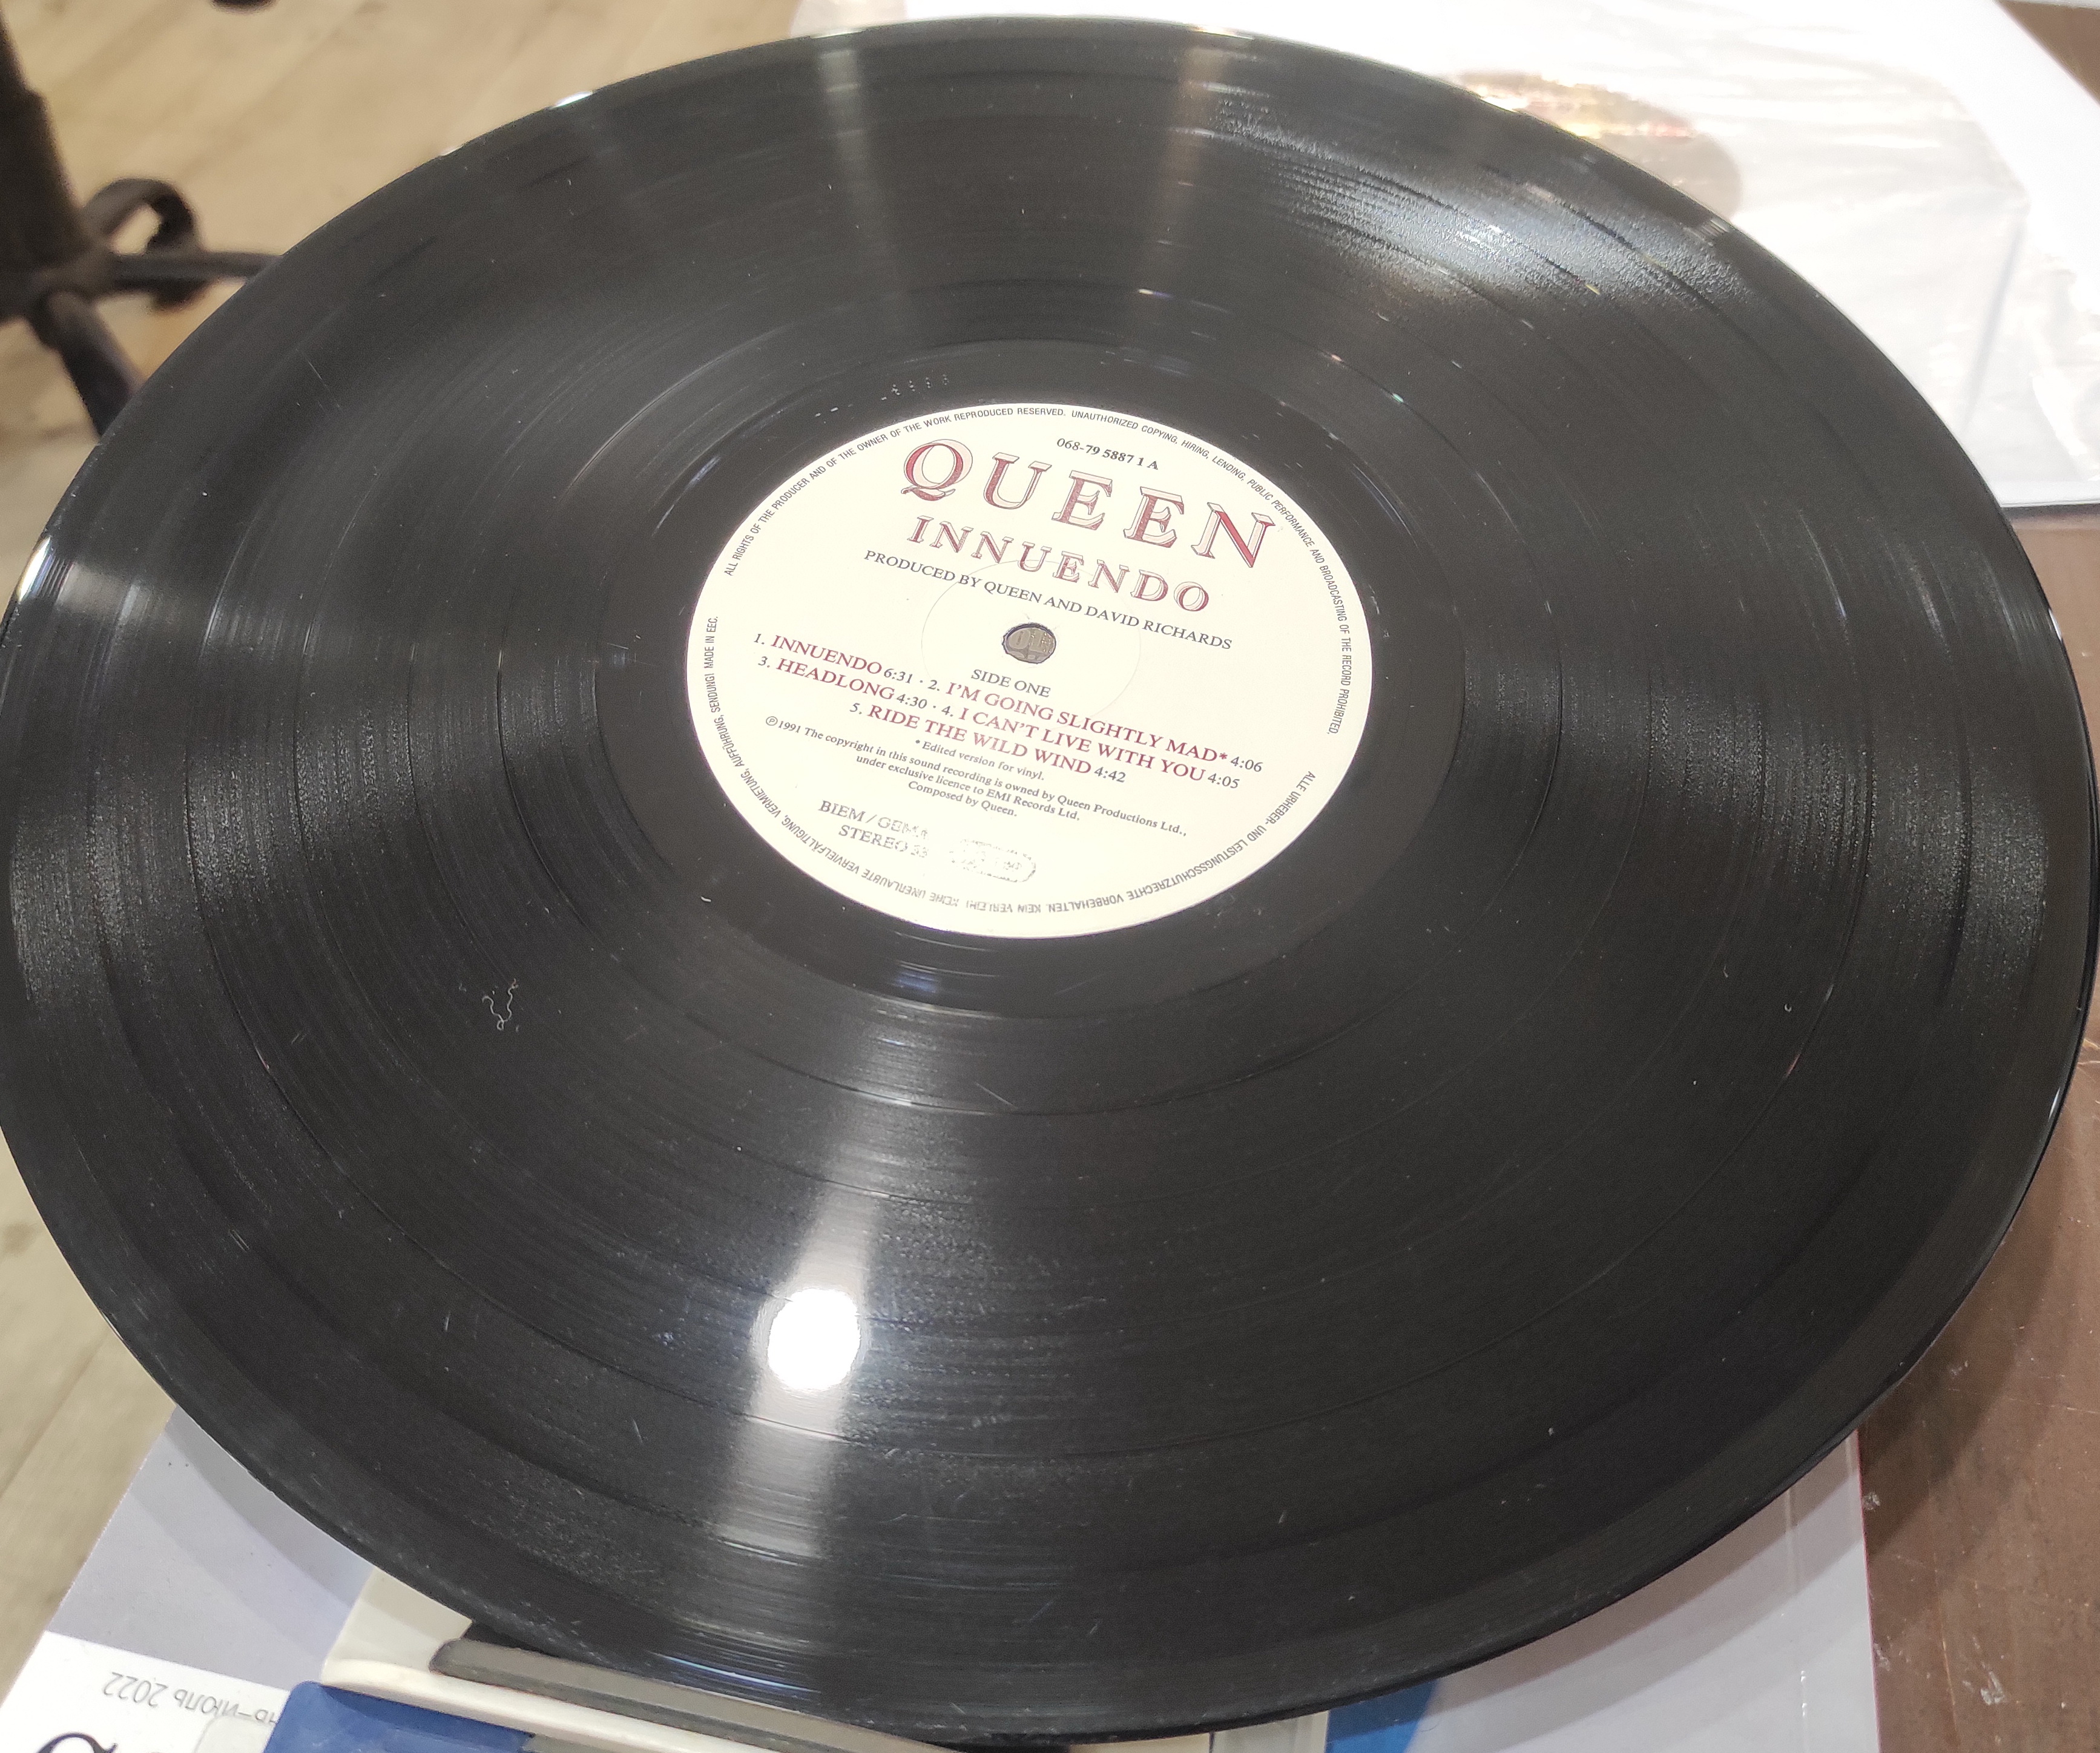 068-79 5887 1 A
QUEEN
INNUENDO
PRODUCED BY QUEEN AND DAVID RICHARDS
SIDE ONE
1. INNUENDO 6:31 · 2. I'M GOING SLIGHTLY MAD* 4:06
3. HEADLONG 4:30 · 4. I CAN'T LIVE WITH YOU 4:05
5. RIDE THE WILD WIND 4:42
* Edited version for vinyl.
℗ 1991 The copyright in this sound recording is owned by Queen Productions Ltd.,
under exclusive licence to EMI Records Ltd.
Composed by Queen.
BIEM / GEMA
STEREO 33
ALL RIGHTS OF THE PRODUCER AND OF THE OWNER OF THE WORK REPRODUCED RESERVED. UNAUTHORIZED COPYING, HIRING, LENDING, PUBLIC PERFORMANCE AND BROADCASTING OF THE RECORD PROHIBITED.
ALLE URHEBER- UND LEISTUNGSSCHUTZRECHTE VORBEHALTEN. KEIN VERLEIH! KEINE UNERLAUBTE VERVIELFÄLTIGUNG, VERMIETUNG, AUFFÜHRUNG, SENDUNG! MADE IN EEC.
нь–июль 2022